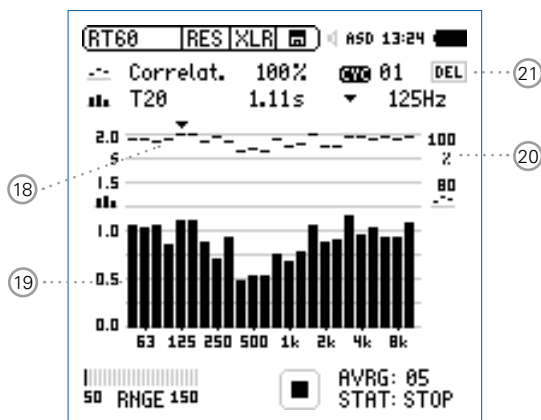 RT60 RES XLR ASD 13:24
Correlat. 100% CYC 01 DEL
T20 1.11s 125Hz
2.0 100
s %
1.5 80
1.0
0.5
0.0
63 125 250 500 1k 2k 4k 8k
50 RNGE 150
AVRG: 05
STAT: STOP
18
19
20
21